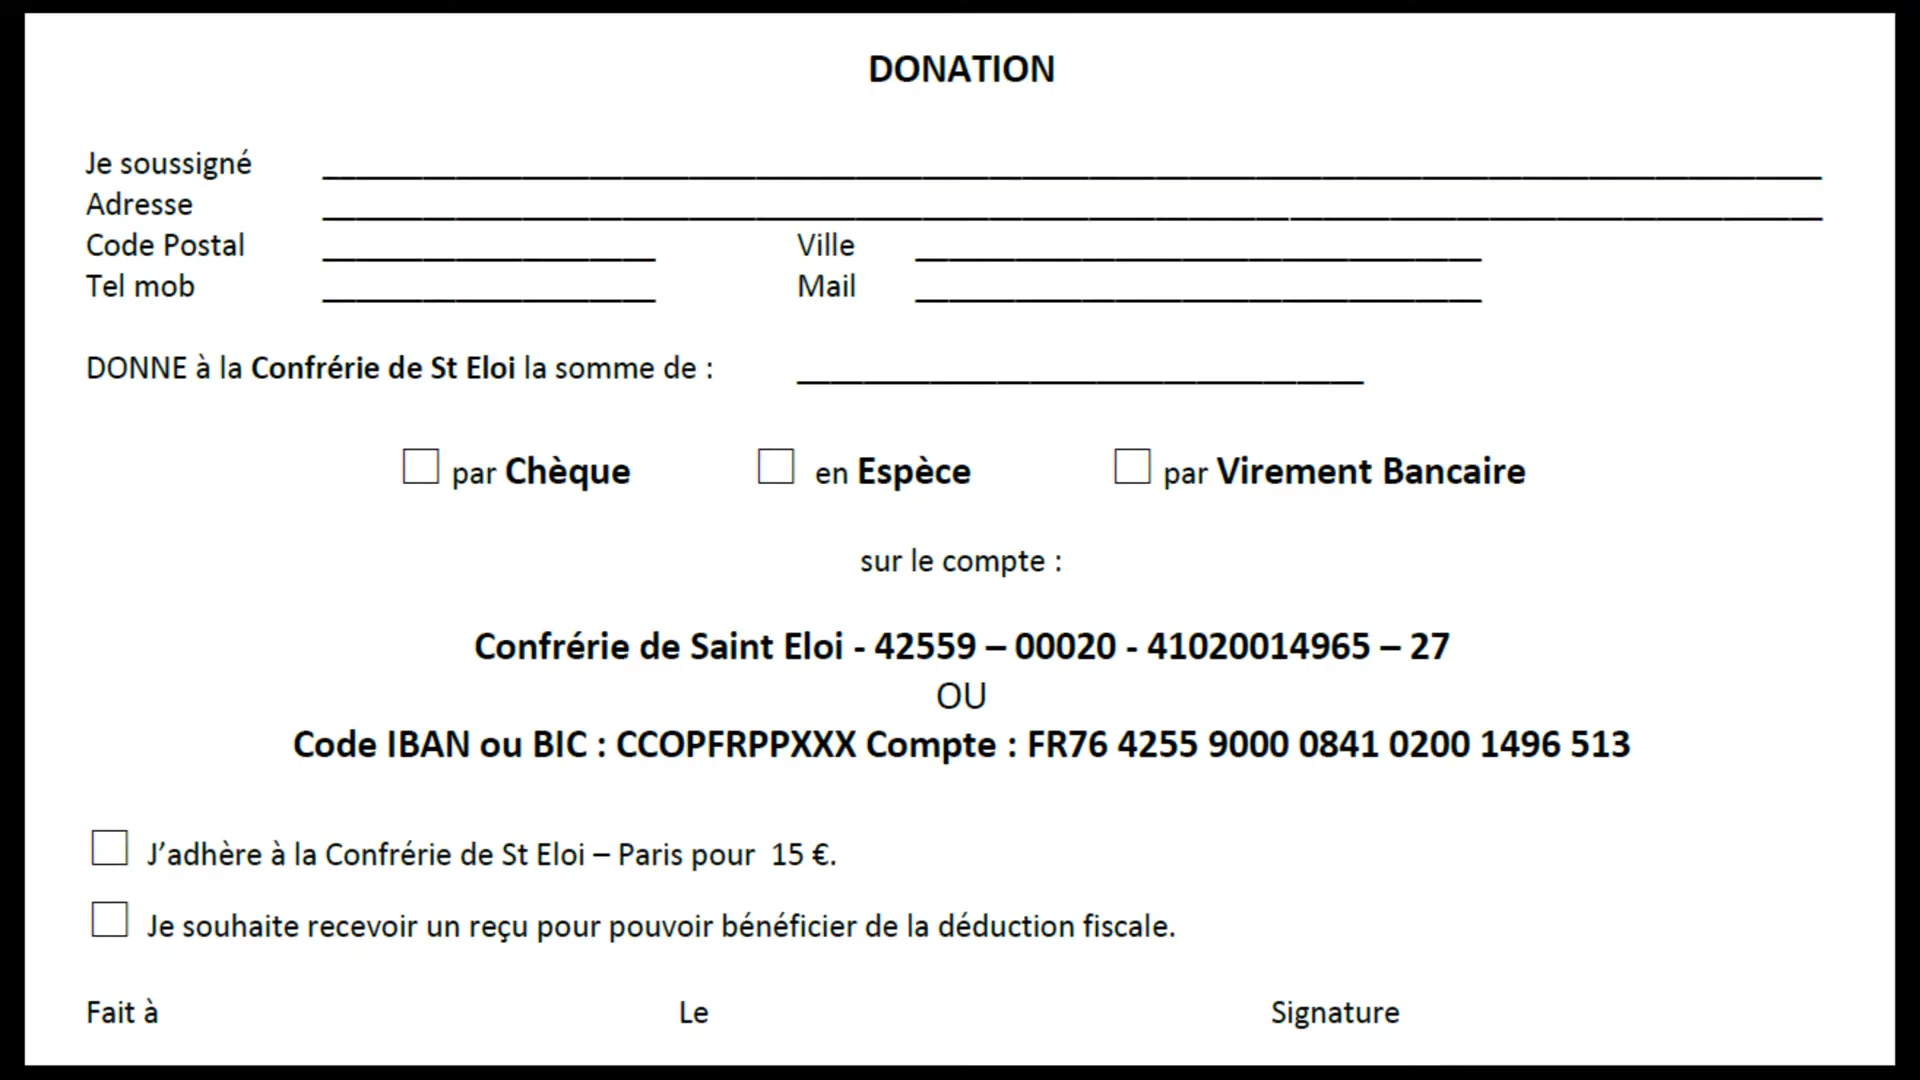 DONATION
Je soussigné
Adresse
Code Postal Ville
Tel mob Mail
DONNE à la Confrérie de St Eloi la somme de :
par Chèque en Espèce par Virement Bancaire
sur le compte :
Confrérie de Saint Eloi - 42559 – 00020 - 41020014965 – 27
OU
Code IBAN ou BIC : CCOPFRPPXXX Compte : FR76 4255 9000 0841 0200 1496 513
J’adhère à la Confrérie de St Eloi – Paris pour 15 €.
Je souhaite recevoir un reçu pour pouvoir bénéficier de la déduction fiscale.
Fait à Le Signature